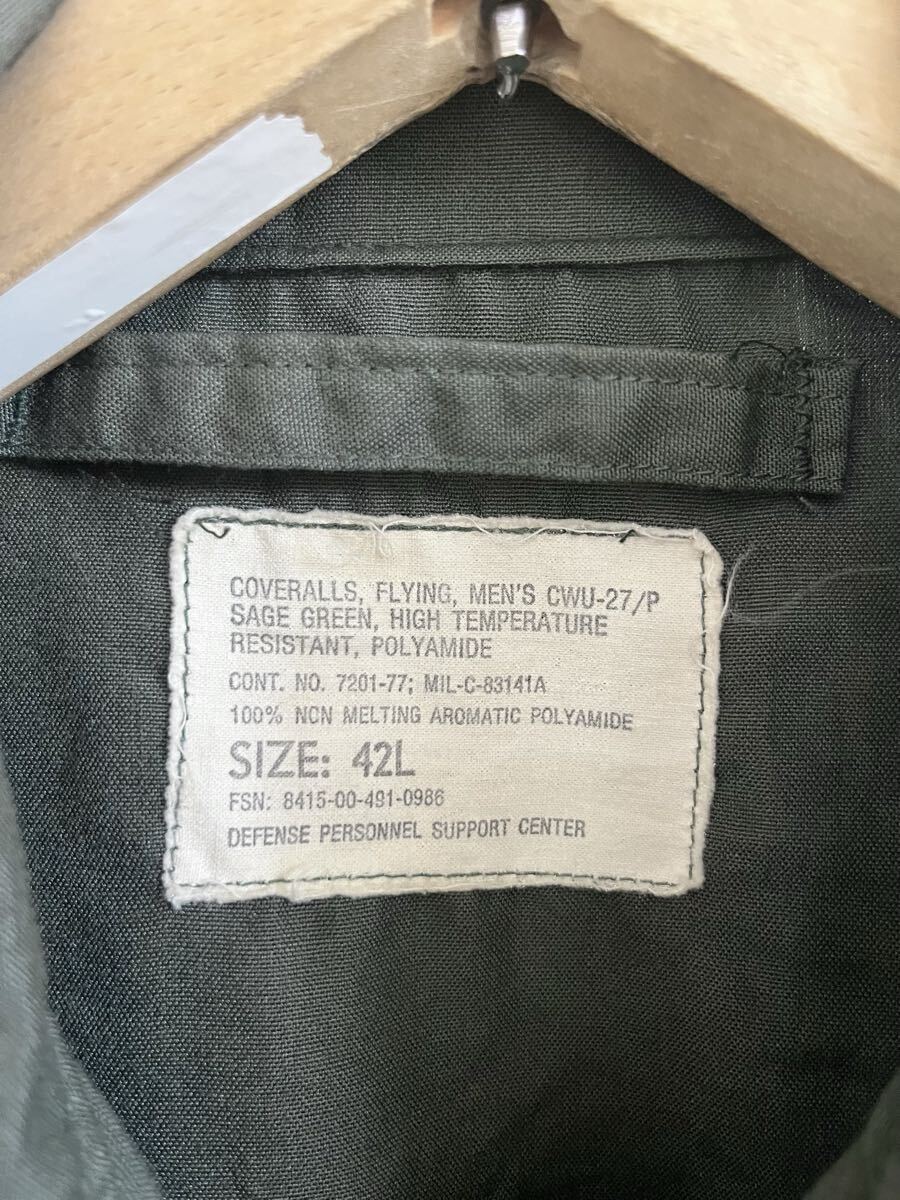 COVERALLS, FLYING, MEN'S CWU-27/P
SAGE GREEN, HIGH TEMPERATURE
RESISTANT, POLYAMIDE
CONT. NO. 7201-77; MIL-C-83141A
100% NON MELTING AROMATIC POLYAMIDE
SIZE: 42L
FSN: 8415-00-491-0986
DEFENSE PERSONNEL SUPPORT CENTER